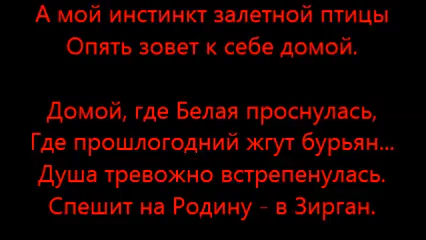 А мой инстинкт залетной птицы
Опять зовет к себе домой.
Домой, где Белая проснулась,
Где прошлогодний жгут бурьян...
Душа тревожно встрепенулась.
Спешит на Родину - в Зирган.